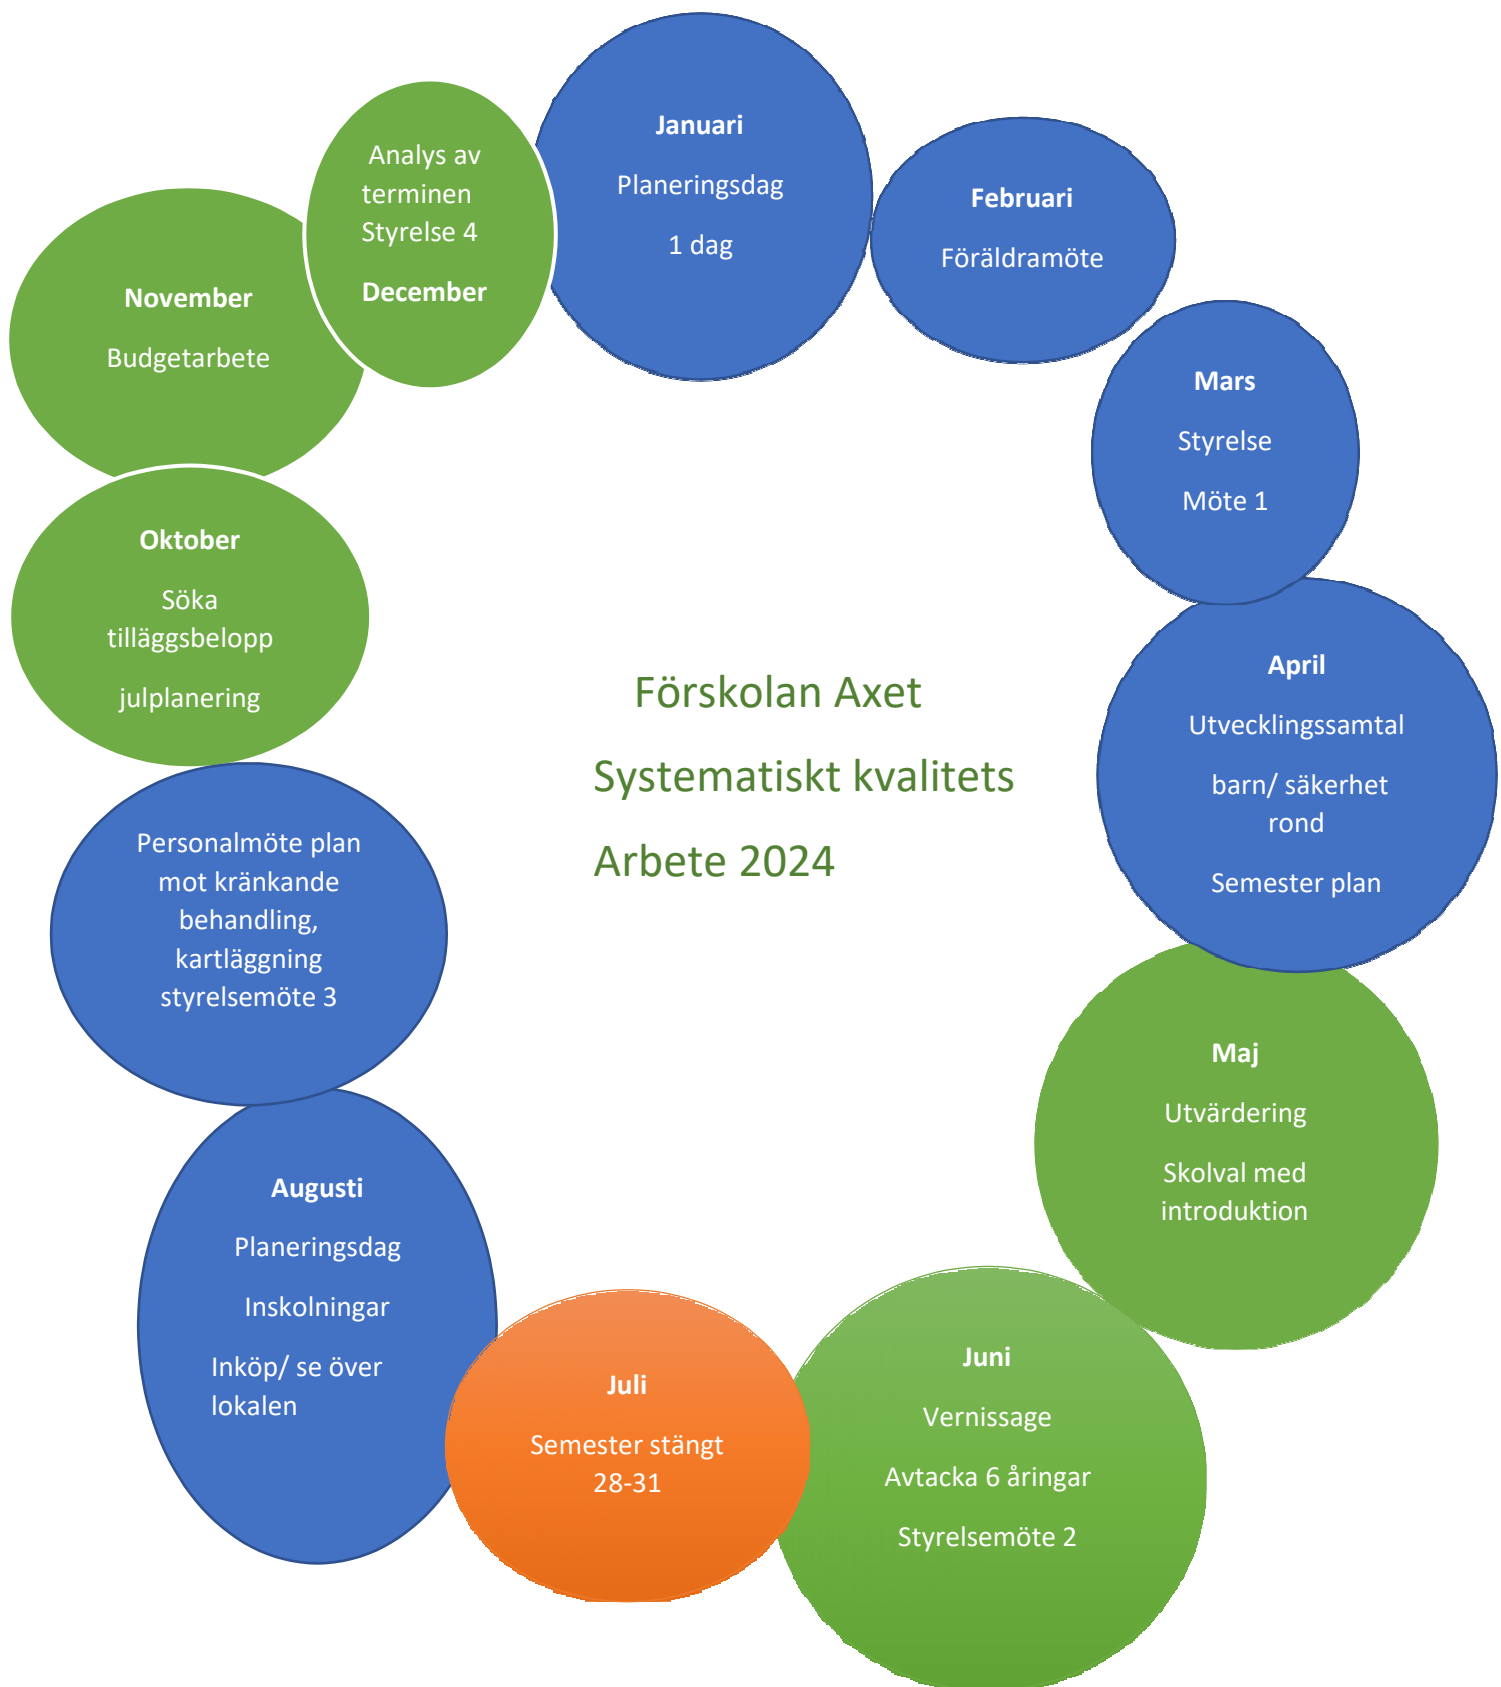 Januari
Planeringsdag
1 dag
Februari
Föräldramöte
Mars
Styrelse
Möte 1
April
Utvecklingssamtal
barn/ säkerhet
rond
Semester plan
Maj
Utvärdering
Skolval med
introduktion
Juni
Vernissage
Avtacka 6 åringar
Styrelsemöte 2
Juli
Semester stängt
28-31
Augusti
Planeringsdag
Inskolningar
Inköp/ se över
lokalen
Personalmöte plan
mot kränkande
behandling,
kartläggning
styrelsemöte 3
Oktober
Söka
tilläggsbelopp
julplanering
November
Budgetarbete
Analys av
terminen
Styrelse 4
December
Förskolan Axet
Systematiskt kvalitets
Arbete 2024